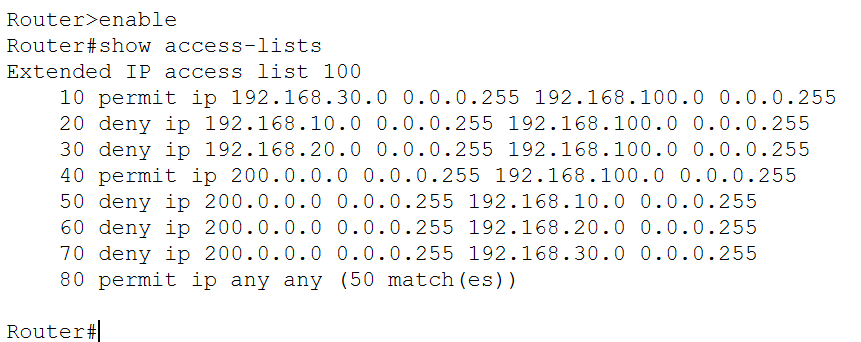 Router>enable
Router#show access-lists
Extended IP access list 100
    10 permit ip 192.168.30.0 0.0.0.255 192.168.100.0 0.0.0.255
    20 deny ip 192.168.10.0 0.0.0.255 192.168.100.0 0.0.0.255
    30 deny ip 192.168.20.0 0.0.0.255 192.168.100.0 0.0.0.255
    40 permit ip 200.0.0.0 0.0.0.255 192.168.100.0 0.0.0.255
    50 deny ip 200.0.0.0 0.0.0.255 192.168.10.0 0.0.0.255
    60 deny ip 200.0.0.0 0.0.0.255 192.168.20.0 0.0.0.255
    70 deny ip 200.0.0.0 0.0.0.255 192.168.30.0 0.0.0.255
    80 permit ip any any (50 match(es))
Router#